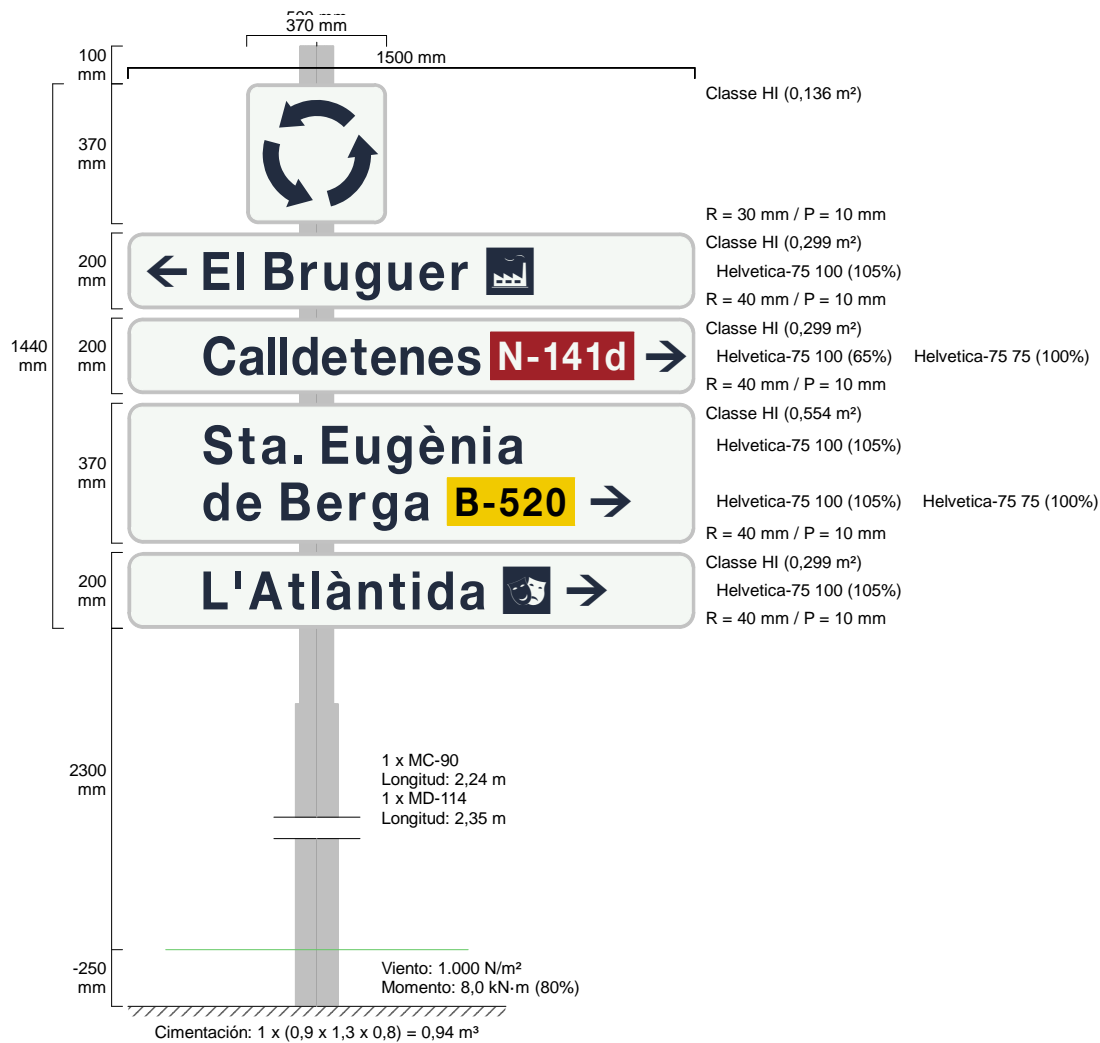 370 mm
1500 mm
100
mm
Classe HI (0,136 m²)
370
mm
R = 30 mm / P = 10 mm
200
mm
El Bruguer
Classe HI (0,299 m²)
Helvetica-75 100 (105%)
R = 40 mm / P = 10 mm
1440
mm
200
mm
Calldetenes N-141d
Classe HI (0,299 m²)
Helvetica-75 100 (65%) Helvetica-75 75 (100%)
R = 40 mm / P = 10 mm
370
mm
Sta. Eugènia
de Berga B-520
Classe HI (0,554 m²)
Helvetica-75 100 (105%)
Helvetica-75 100 (105%) Helvetica-75 75 (100%)
R = 40 mm / P = 10 mm
200
mm
L'Atlàntida
Classe HI (0,299 m²)
Helvetica-75 100 (105%)
R = 40 mm / P = 10 mm
2300
mm
1 x MC-90
Longitud: 2,24 m
1 x MD-114
Longitud: 2,35 m
-250
mm
Viento: 1.000 N/m²
Momento: 8,0 kN·m (80%)
Cimentación: 1 x (0,9 x 1,3 x 0,8) = 0,94 m³